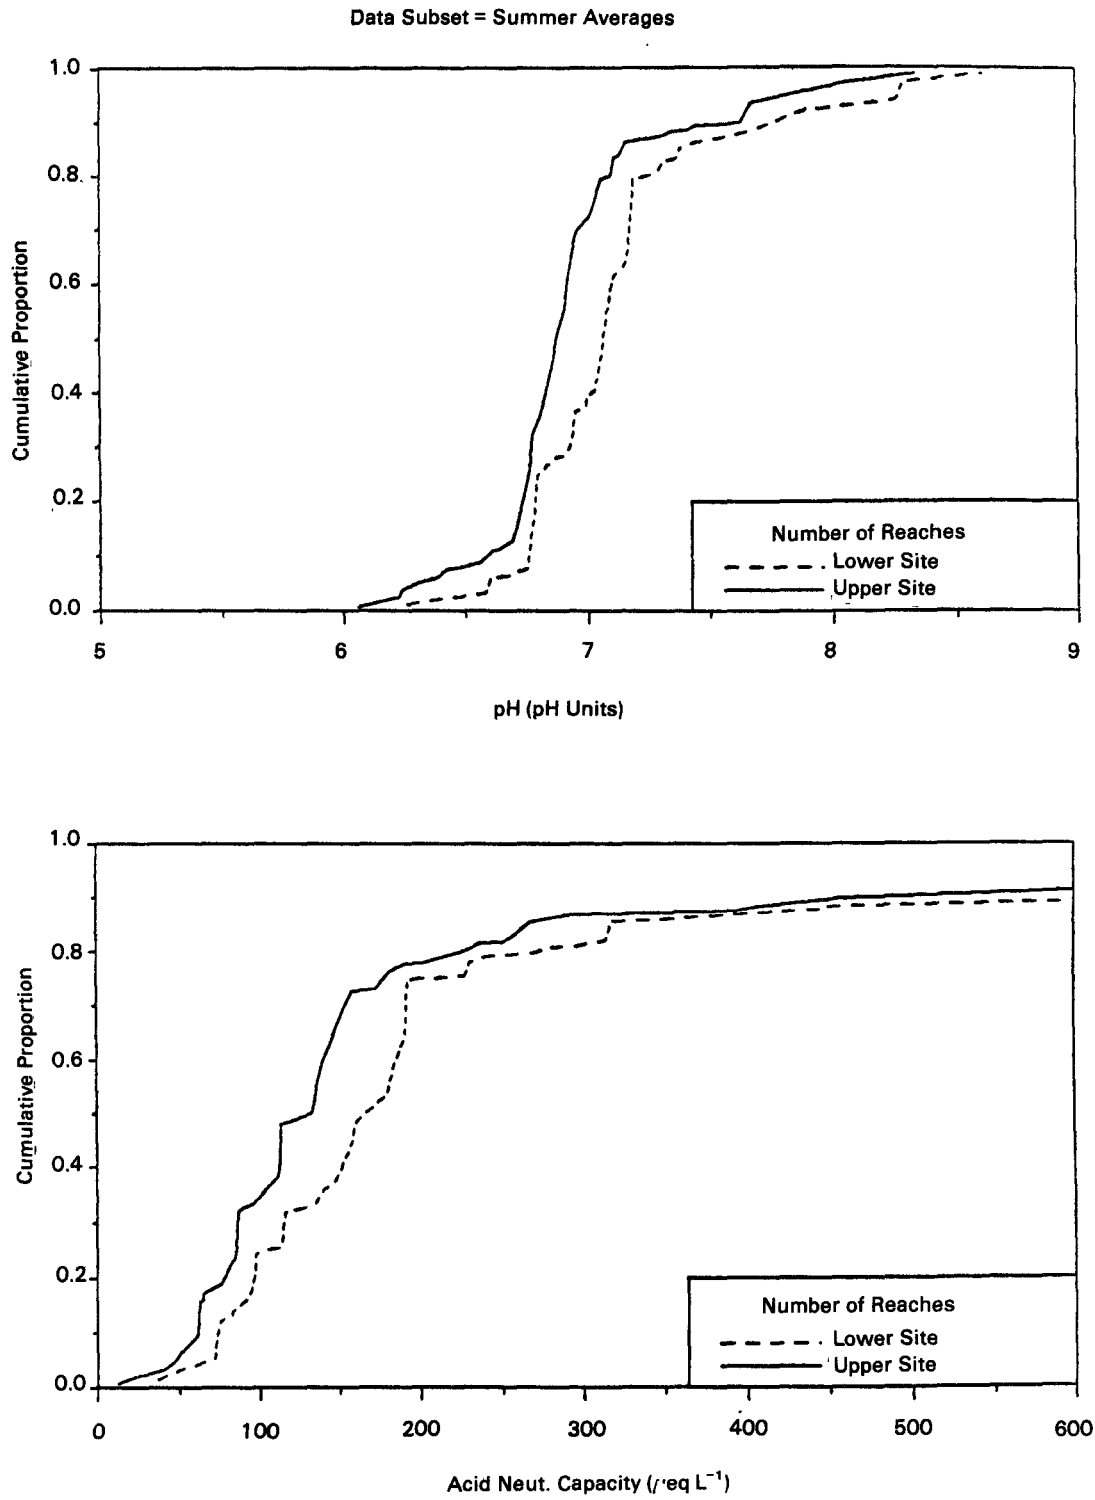 Data Subset = Summer Averages
1.0
0.8
0.6
0.4
0.2
0.0
Cumulative Proportion
5 6 7 8 9
pH (pH Units)
Number of Reaches
Lower Site
Upper Site
1.0
0.8
0.6
0.4
0.2
0.0
Cumulative Proportion
0 100 200 300 400 500 600
Acid Neut. Capacity (μeq L⁻¹)
Number of Reaches
Lower Site
Upper Site